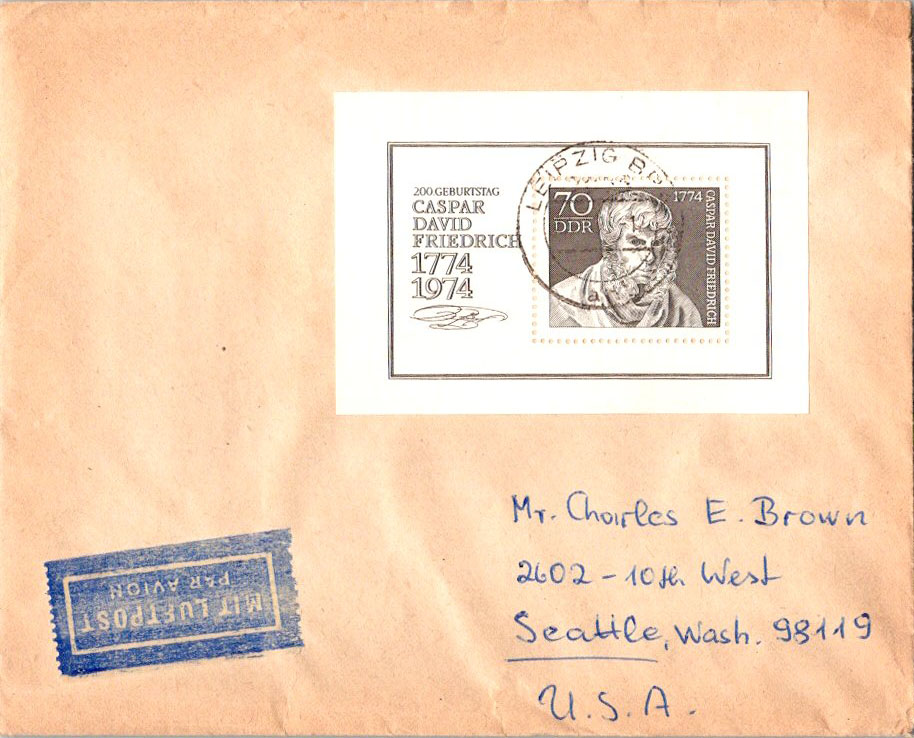 200. GEBURTSTAG
CASPAR
DAVID
FRIEDRICH
1774
1974
LEIPZIG
70
DDR
1774
CASPAR DAVID FRIEDRICH
a
Mr. Charles E. Brown
2602 - 10th West
Seattle, Wash. 98119
U.S.A.
MIT LUFTPOST
PAR AVION